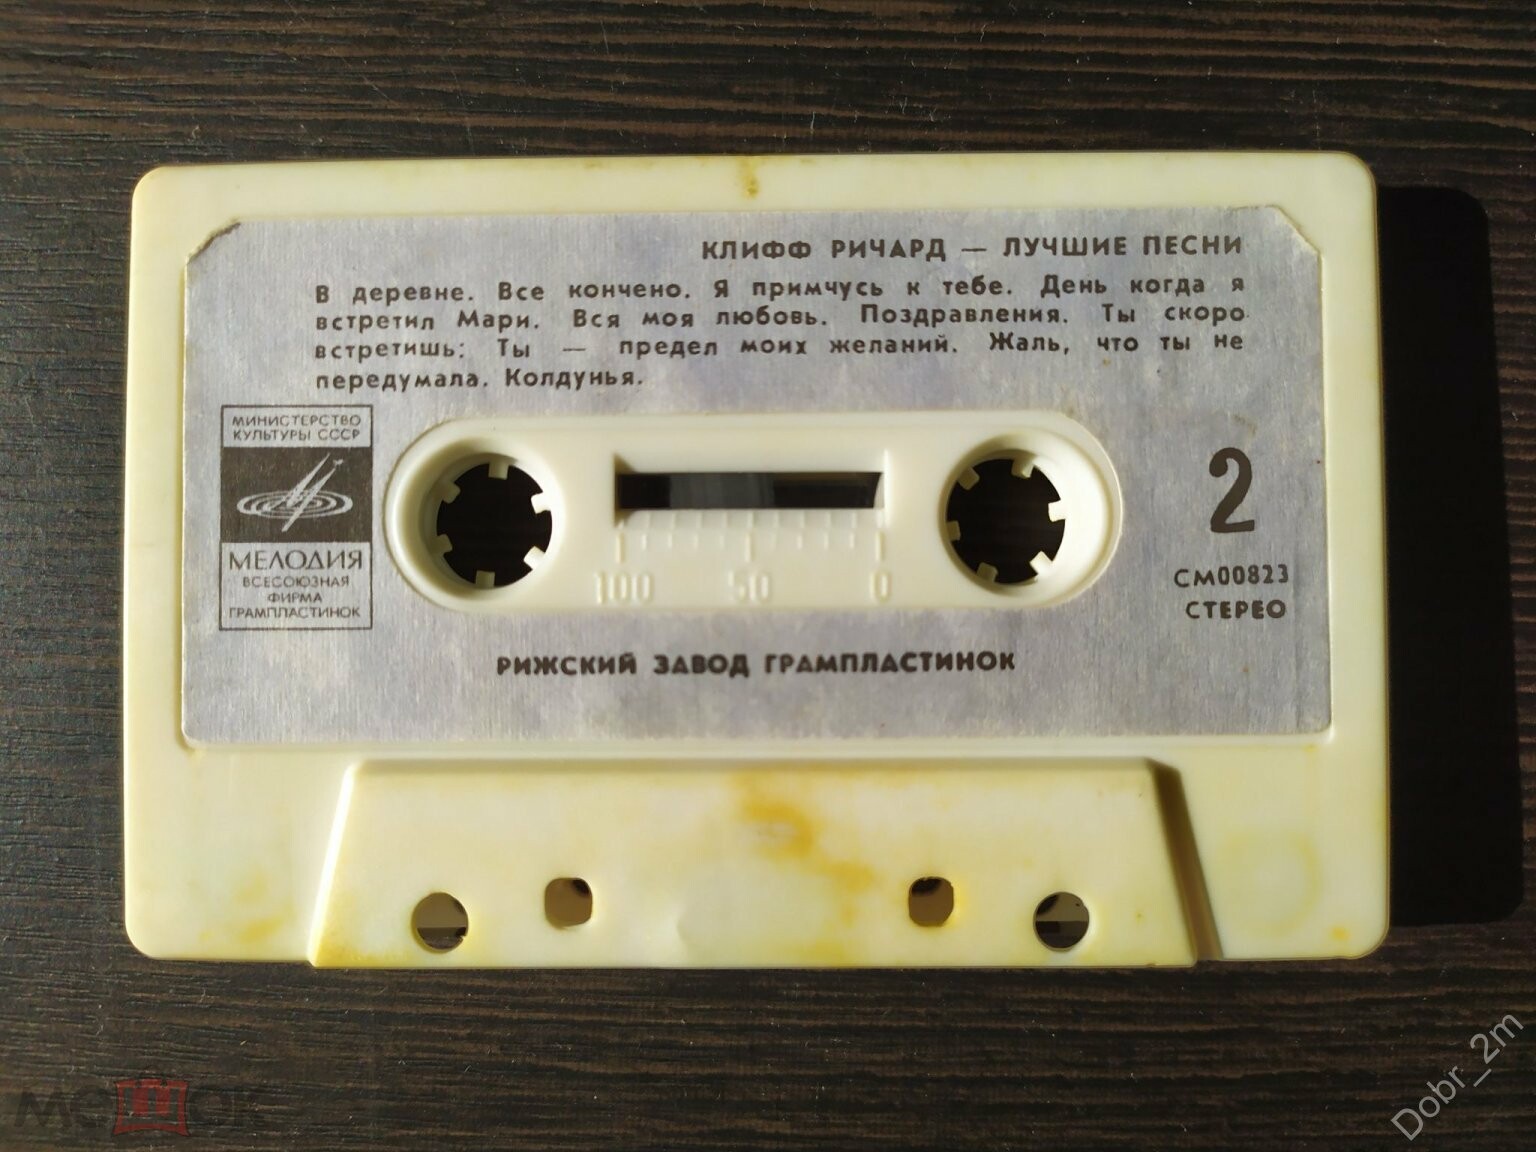 КЛИФФ РИЧАРД — ЛУЧШИЕ ПЕСНИ
В деревне. Все кончено. Я примчусь к тебе. День когда я
встретил Мари. Вся моя любовь. Поздравления. Ты скоро
встретишь: Ты — предел моих желаний. Жаль, что ты не
передумала. Колдунья.
МИНИСТЕРСТВО
КУЛЬТУРЫ СССР
МЕЛОДИЯ
ВСЕСОЮЗНАЯ
ФИРМА
ГРАМПЛАСТИНОК
100 50 0
2
СМ00823
СТЕРЕО
РИЖСКИЙ ЗАВОД ГРАМПЛАСТИНОК
Dobr_2m
мешок